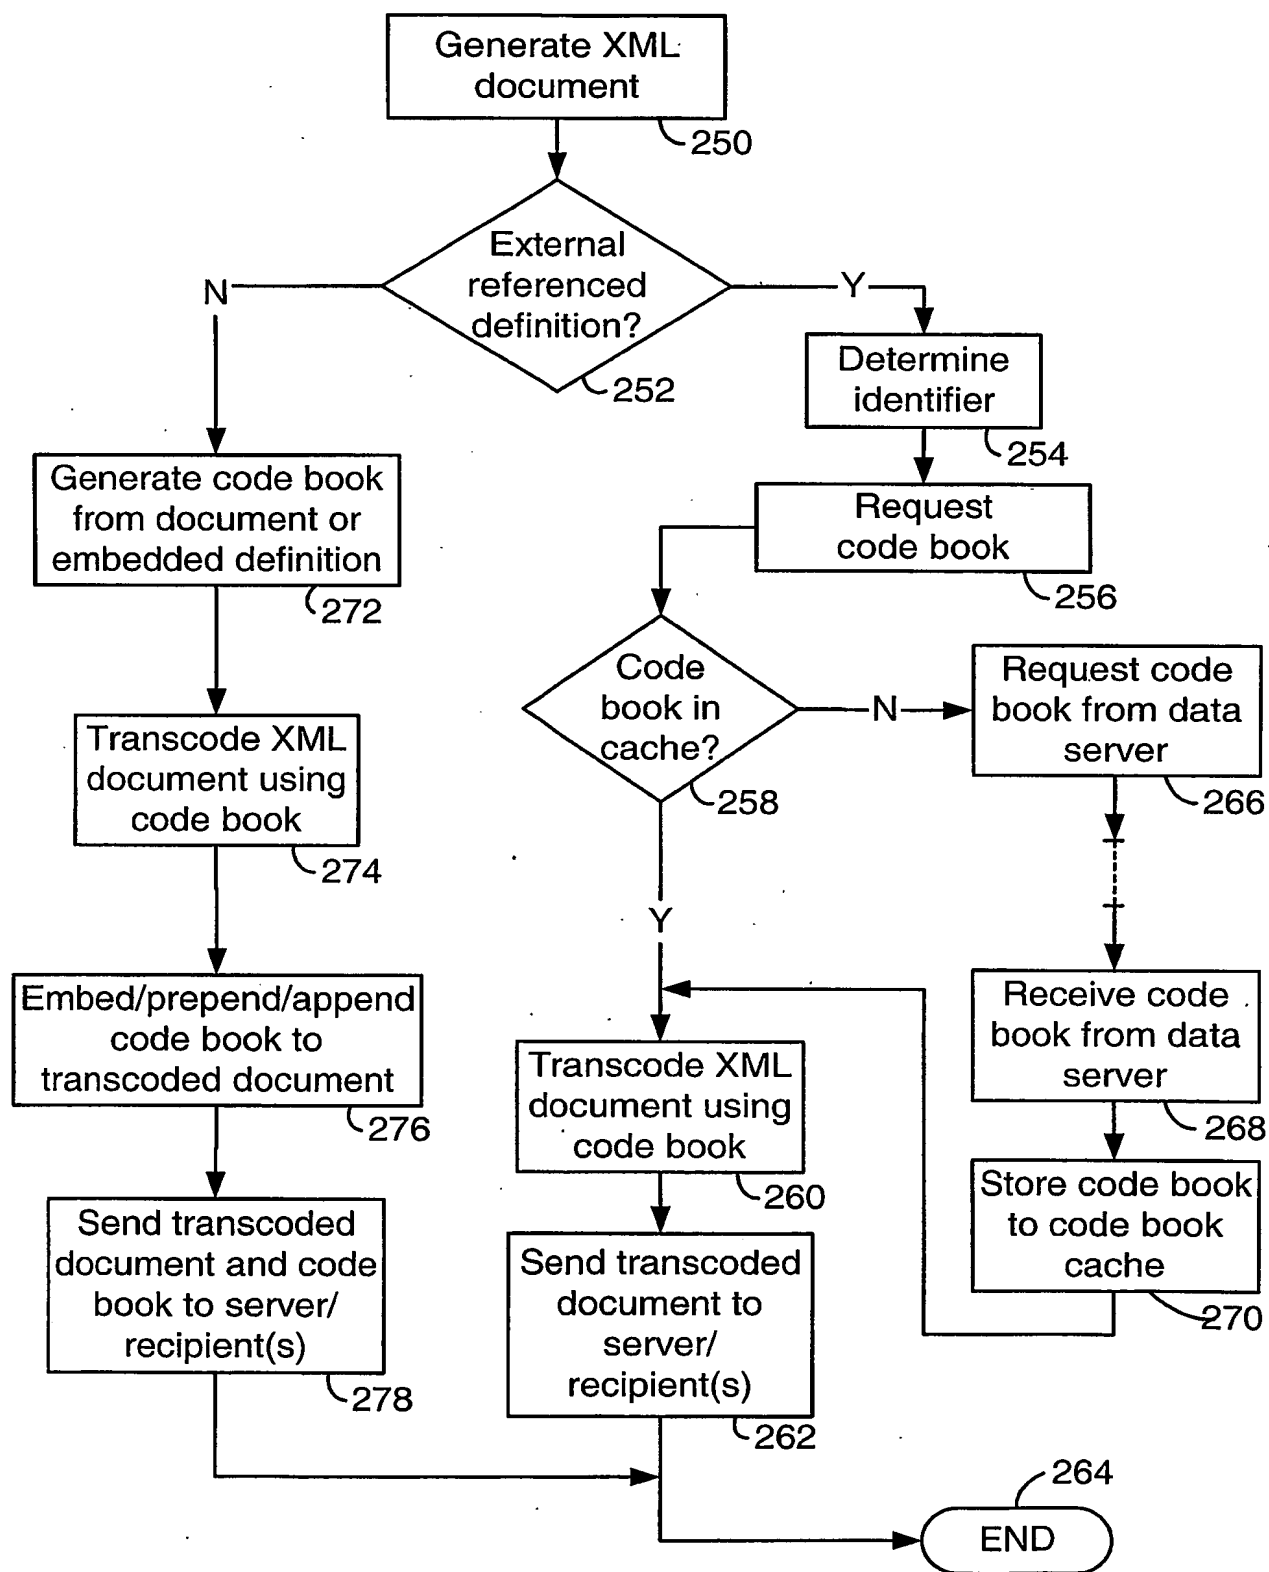 Generate XML
document
250
External
referenced
definition?
252
N
Y
Determine
identifier
254
Request
code book
256
Generate code book
from document or
embedded definition
272
Code
book in
cache?
258
N
Request code
book from data
server
266
Transcode XML
document using
code book
274
Y
Embed/prepend/append
code book to
transcoded document
276
Receive code
book from data
server
268
Transcode XML
document using
code book
260
Store code book
to code book
cache
270
Send transcoded
document and code
book to server/
recipient(s)
278
Send transcoded
document to
server/
recipient(s)
262
264
END